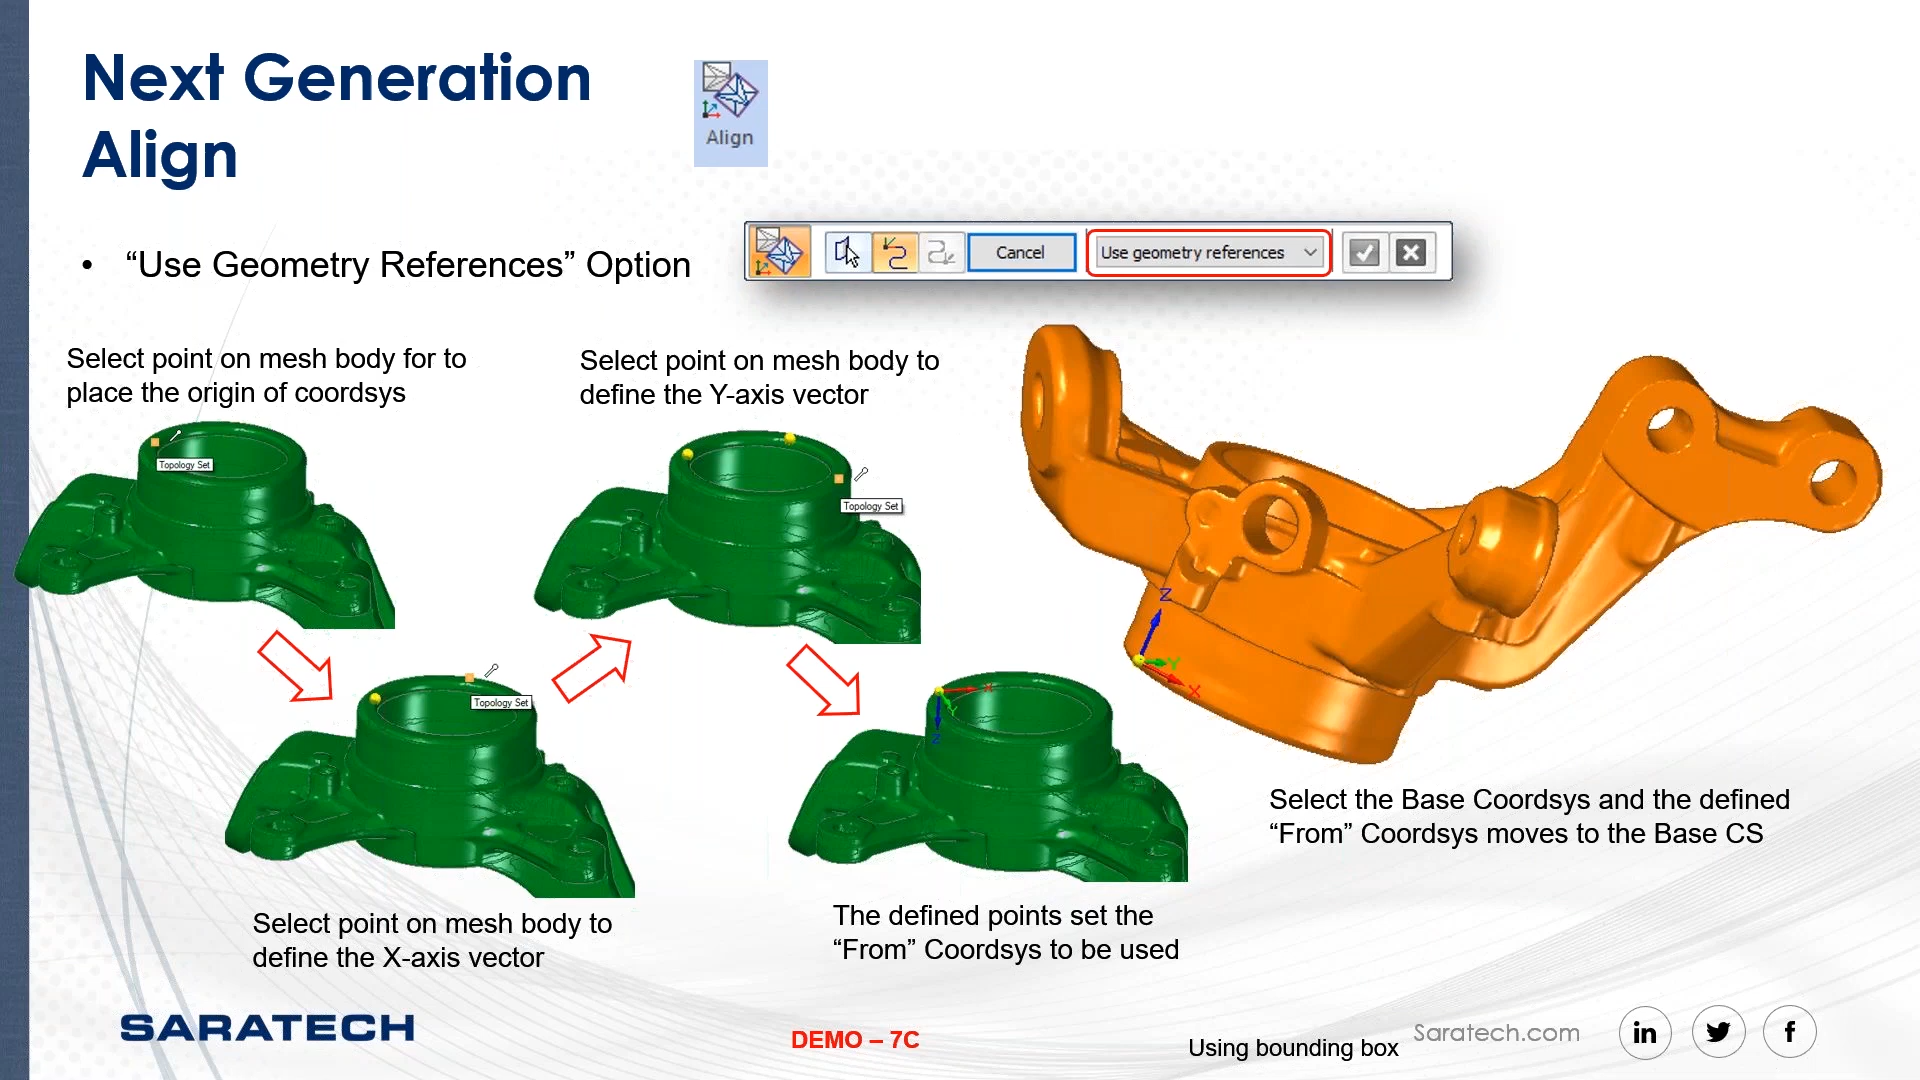 Next Generation
Align
Align
• “Use Geometry References” Option
Cancel
Use geometry references
Select point on mesh body for to
place the origin of coordsys
Topology Set
Select point on mesh body to
define the X-axis vector
Topology Set
Select point on mesh body to
define the Y-axis vector
Topology Set
X
Y
Z
The defined points set the
“From” Coordsys to be used
Z
Y
X
Select the Base Coordsys and the defined
“From” Coordsys moves to the Base CS
SARATECH
DEMO – 7C
Using bounding box
Saratech.com
in
f